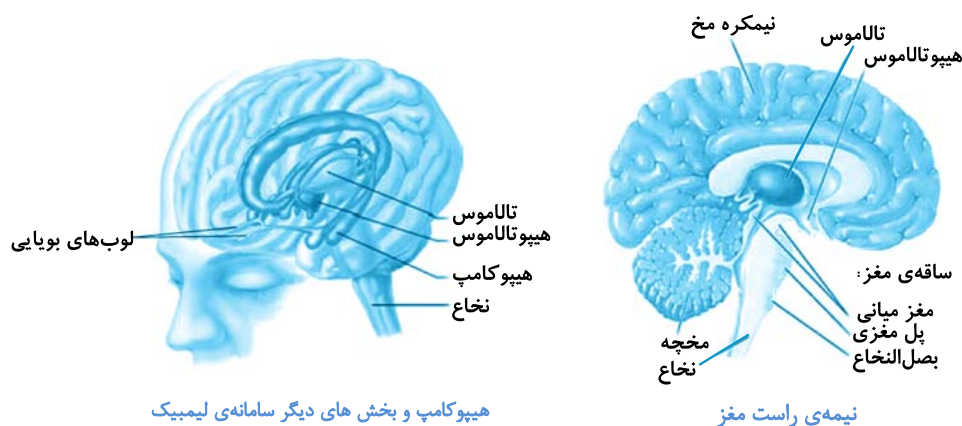 نیمکره مخ
تالاموس
هیپوتالاموس
ساقه‌ی مغز:
مغز میانی
پل مغزی
بصل‌النخاع
مخچه
نخاع
نیمه‌ی راست مغز
تالاموس
هیپوتالاموس
لوب‌های بویایی
هیپوکامپ
نخاع
هیپوکامپ و بخش های دیگر سامانه‌ی لیمبیک